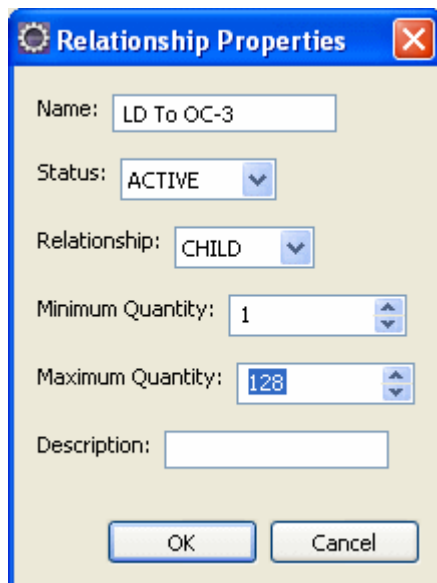 Relationship Properties
Name: LD To OC-3
Status: ACTIVE
Relationship: CHILD
Minimum Quantity: 1
Maximum Quantity: 128
Description:
OK Cancel